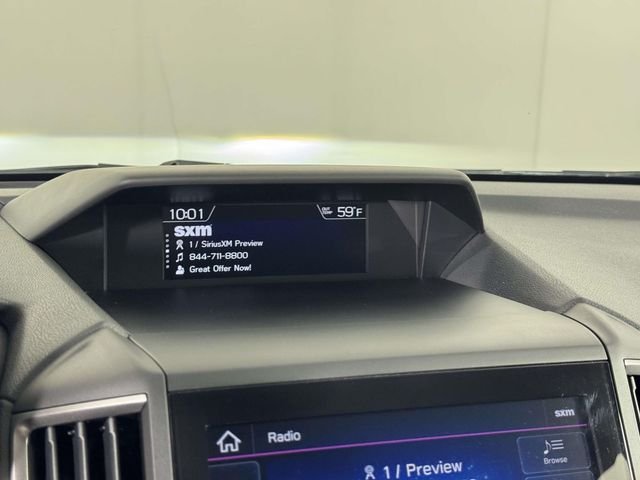 10:01 OUT TEMP 59°F
sxm
1 / SiriusXM Preview
844-711-8800
Great Offer Now!
sxm
Radio
1 / Preview
Browse